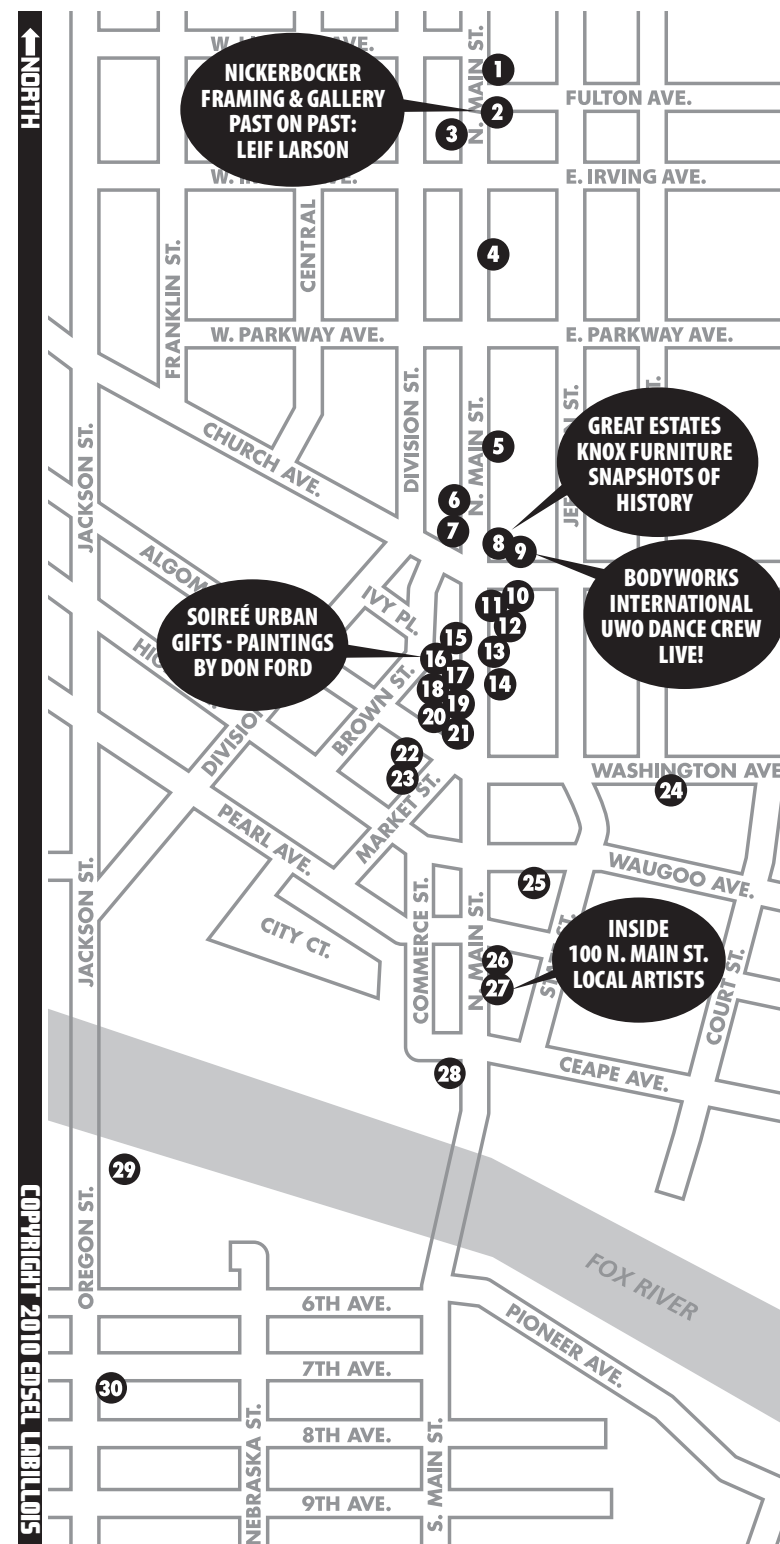 NORTH
COPYRIGHT 2010 EDSEL LABILLOIS
NICKERBOCKER
FRAMING & GALLERY
PAST ON PAST:
LEIF LARSON
N. MAIN ST.
1
2
3
FULTON AVE.
E. IRVING AVE.
4
FRANKLIN ST.
CENTRAL
W. PARKWAY AVE.
E. PARKWAY AVE.
JACKSON ST.
CHURCH AVE.
DIVISION ST.
N. MAIN ST.
5
6
7
GREAT ESTATES
KNOX FURNITURE
SNAPSHOTS OF
HISTORY
8
9
BODYWORKS
INTERNATIONAL
UWO DANCE CREW
LIVE!
IVY PL.
10
11
12
13
14
15
16
17
18
19
20
21
SOIREÉ URBAN
GIFTS - PAINTINGS
BY DON FORD
BROWN ST.
DIVISION
22
23
MARKET ST.
PEARL AVE.
WASHINGTON AVE
24
WAUGOO AVE.
25
JACKSON ST.
CITY CT.
COMMERCE ST.
N. MAIN ST.
26
27
INSIDE
100 N. MAIN ST.
LOCAL ARTISTS
COURT ST.
CEAPE AVE.
28
29
OREGON ST.
FOX RIVER
6TH AVE.
PIONEER AVE.
7TH AVE.
30
8TH AVE.
NEBRASKA ST.
S. MAIN ST.
9TH AVE.